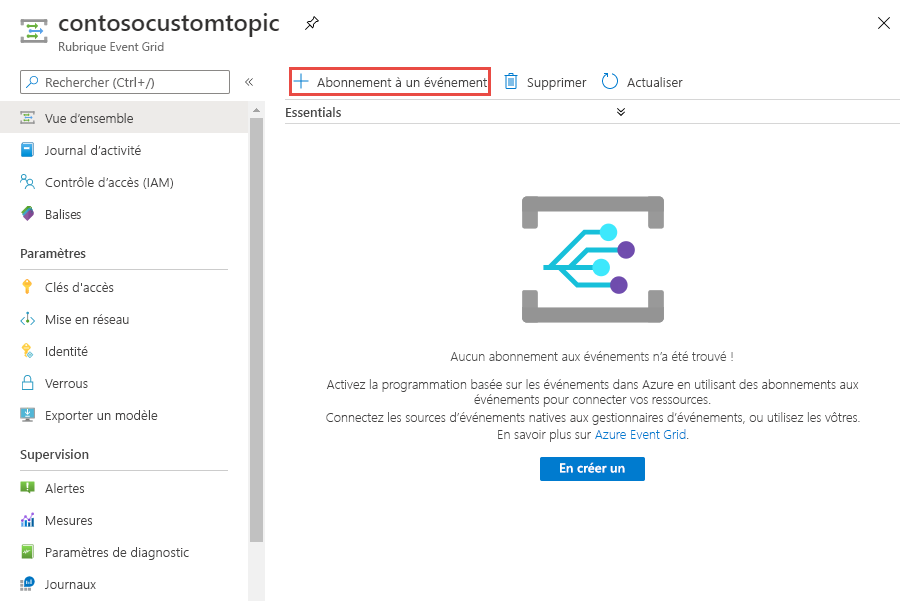 contosocustomtopic
Rubrique Event Grid
Rechercher (Ctrl+/)
«
Abonnement à un événement
Supprimer
Actualiser
Essentials
Vue d’ensemble
Journal d’activité
Contrôle d’accès (IAM)
Balises
Paramètres
Clés d'accès
Mise en réseau
Identité
Verrous
Exporter un modèle
Supervision
Alertes
Mesures
Paramètres de diagnostic
Journaux
Aucun abonnement aux événements n’a été trouvé !
Activez la programmation basée sur les événements dans Azure en utilisant des abonnements aux
événements pour connecter vos ressources.
Connectez les sources d’événements natives aux gestionnaires d’événements, ou utilisez les vôtres.
En savoir plus sur Azure Event Grid.
En créer un